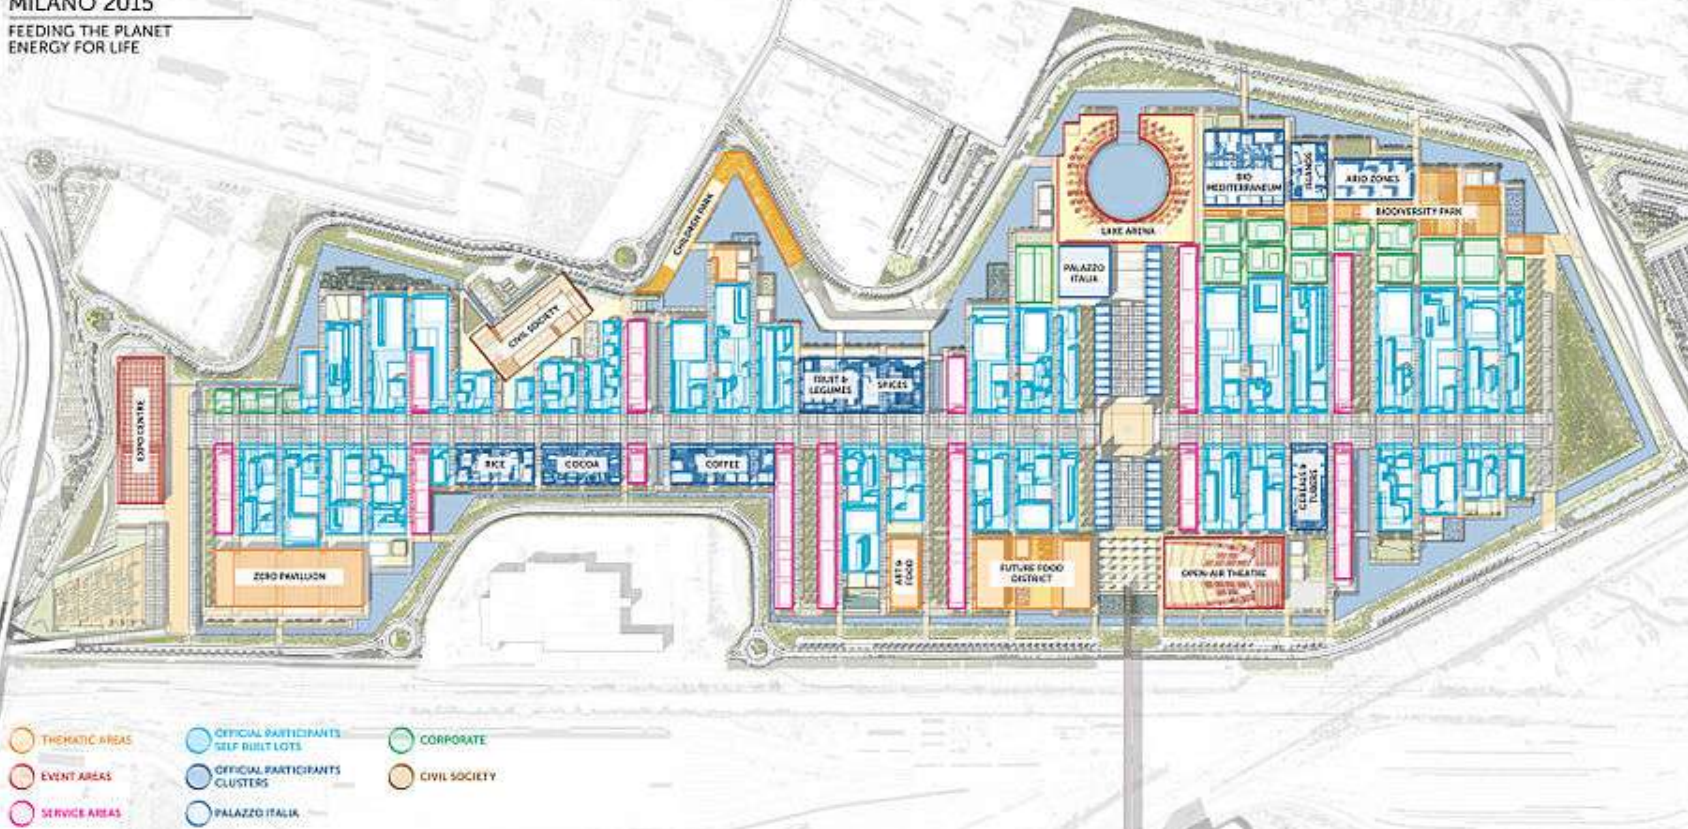 MILANO 2015
FEEDING THE PLANET
ENERGY FOR LIFE
CHILDREN PARK
BIO
MEDITERRANEUM
ISLANDS
ARID ZONES
BIODIVERSITY PARK
LAKE ARENA
PALAZZO
ITALIA
CIVIL SOCIETY
FRUIT &
LEGUMES
SPICES
EXPO CENTRE
RICE
COCOA
COFFEE
CEREALS &
TUBERS
ZERO PAVILLION
ART &
FOOD
FUTURE FOOD
DISTRICT
OPEN-AIR THEATRE
THEMATIC AREAS
EVENT AREAS
SERVICE AREAS
OFFICIAL PARTICIPANTS
SELF BUILT LOTS
OFFICIAL PARTICIPANTS
CLUSTERS
PALAZZO ITALIA
CORPORATE
CIVIL SOCIETY